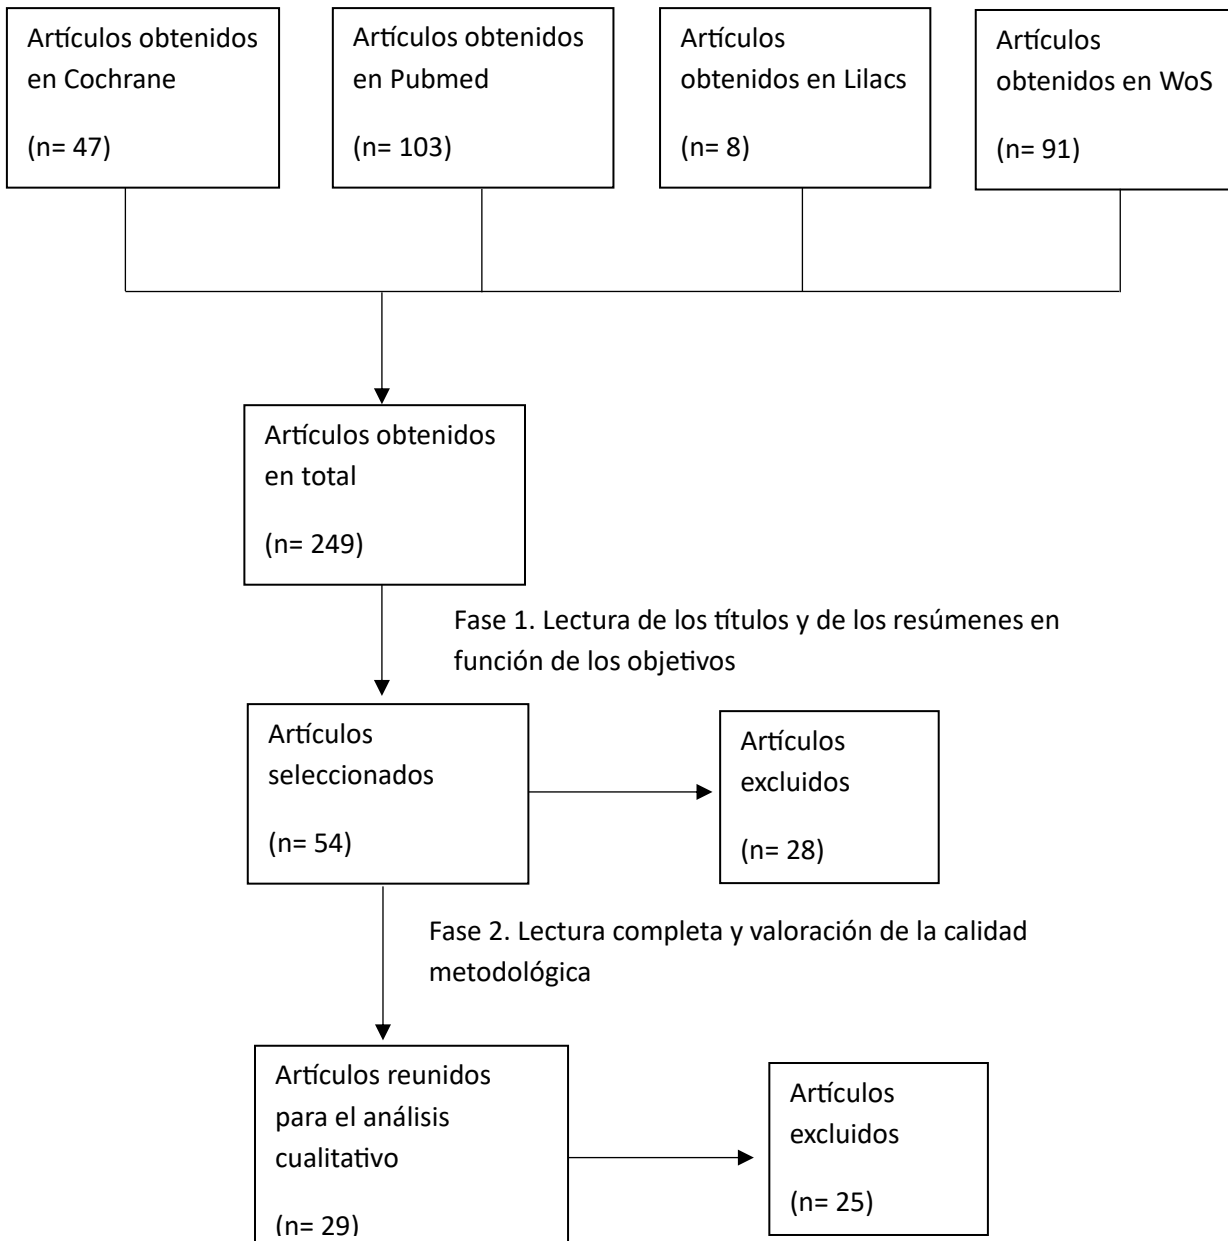 Artículos obtenidos
en Cochrane
(n= 47)
Artículos obtenidos
en Pubmed
(n= 103)
Artículos
obtenidos en Lilacs
(n= 8)
Artículos
obtenidos en WoS
(n= 91)
Artículos obtenidos
en total
(n= 249)
Fase 1. Lectura de los títulos y de los resúmenes en
función de los objetivos
Artículos
seleccionados
(n= 54)
Artículos
excluidos
(n= 28)
Fase 2. Lectura completa y valoración de la calidad
metodológica
Artículos reunidos
para el análisis
cualitativo
(n= 29)
Artículos
excluidos
(n= 25)